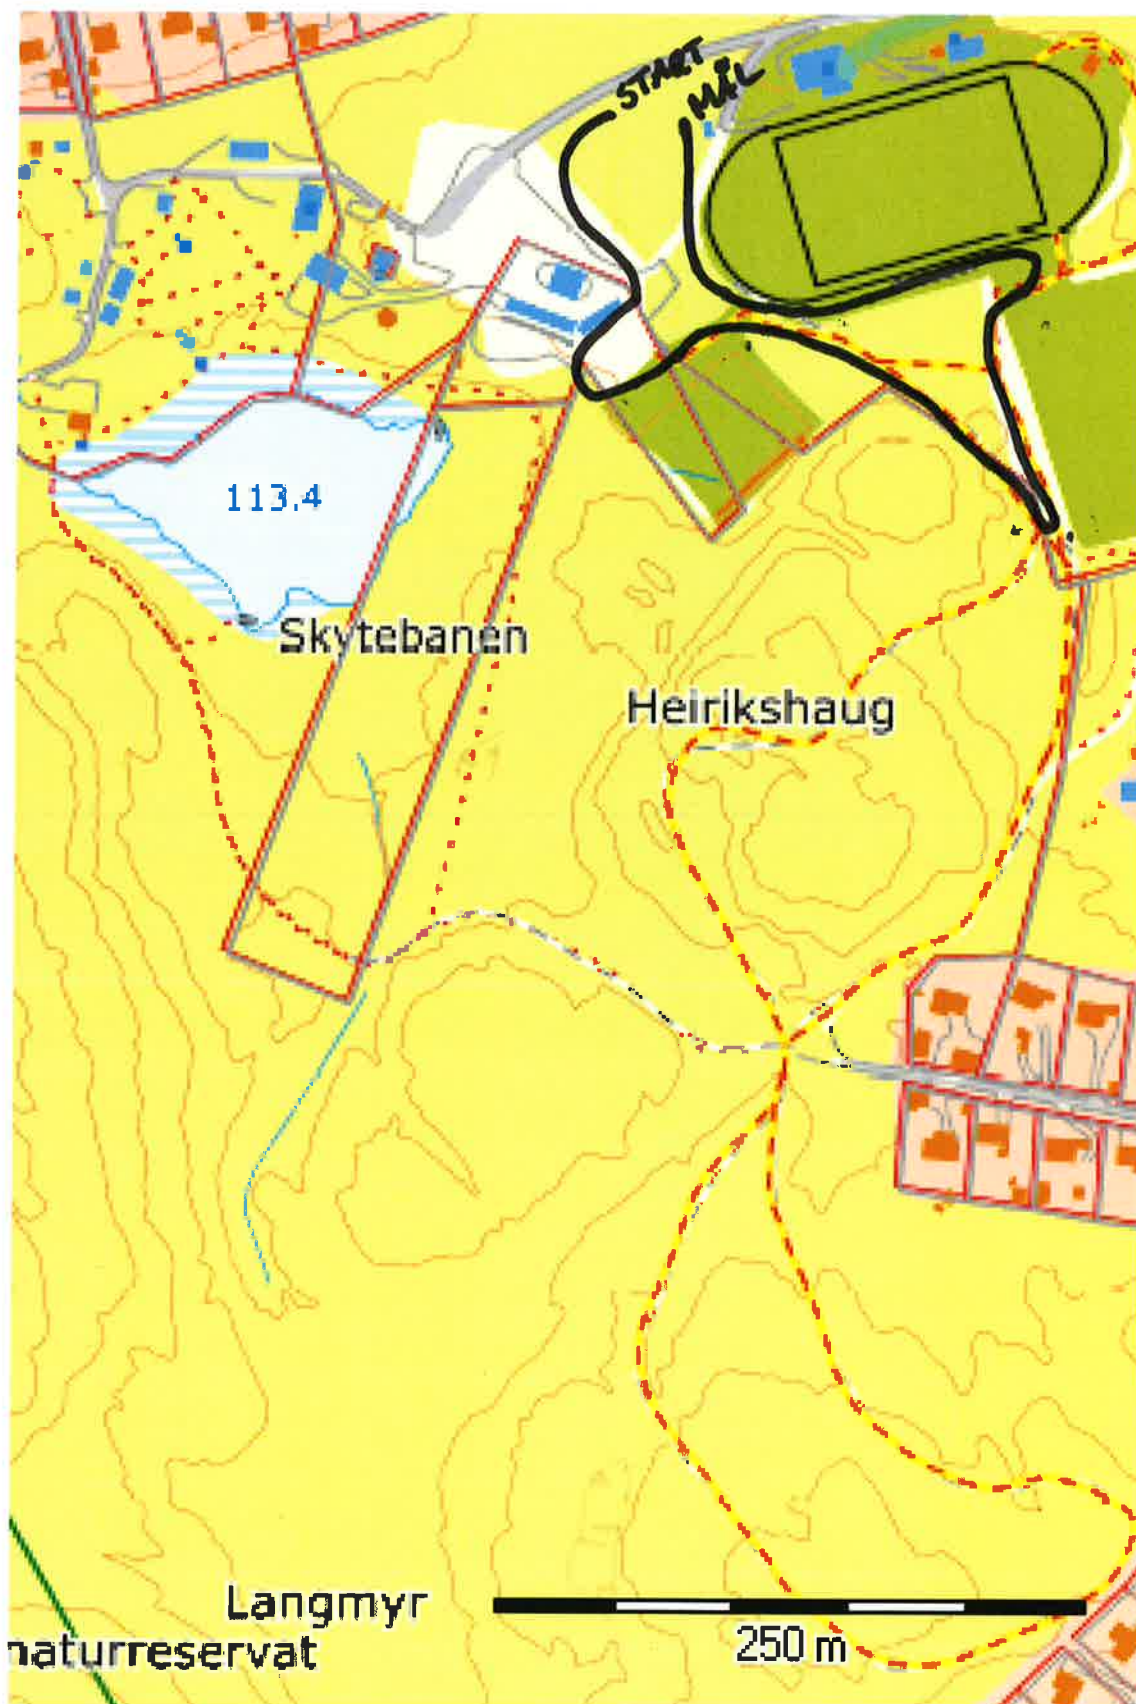 START
MÅL
113.4
Skytebanen
Heirikshaug
Langmyr
naturreservat
250 m